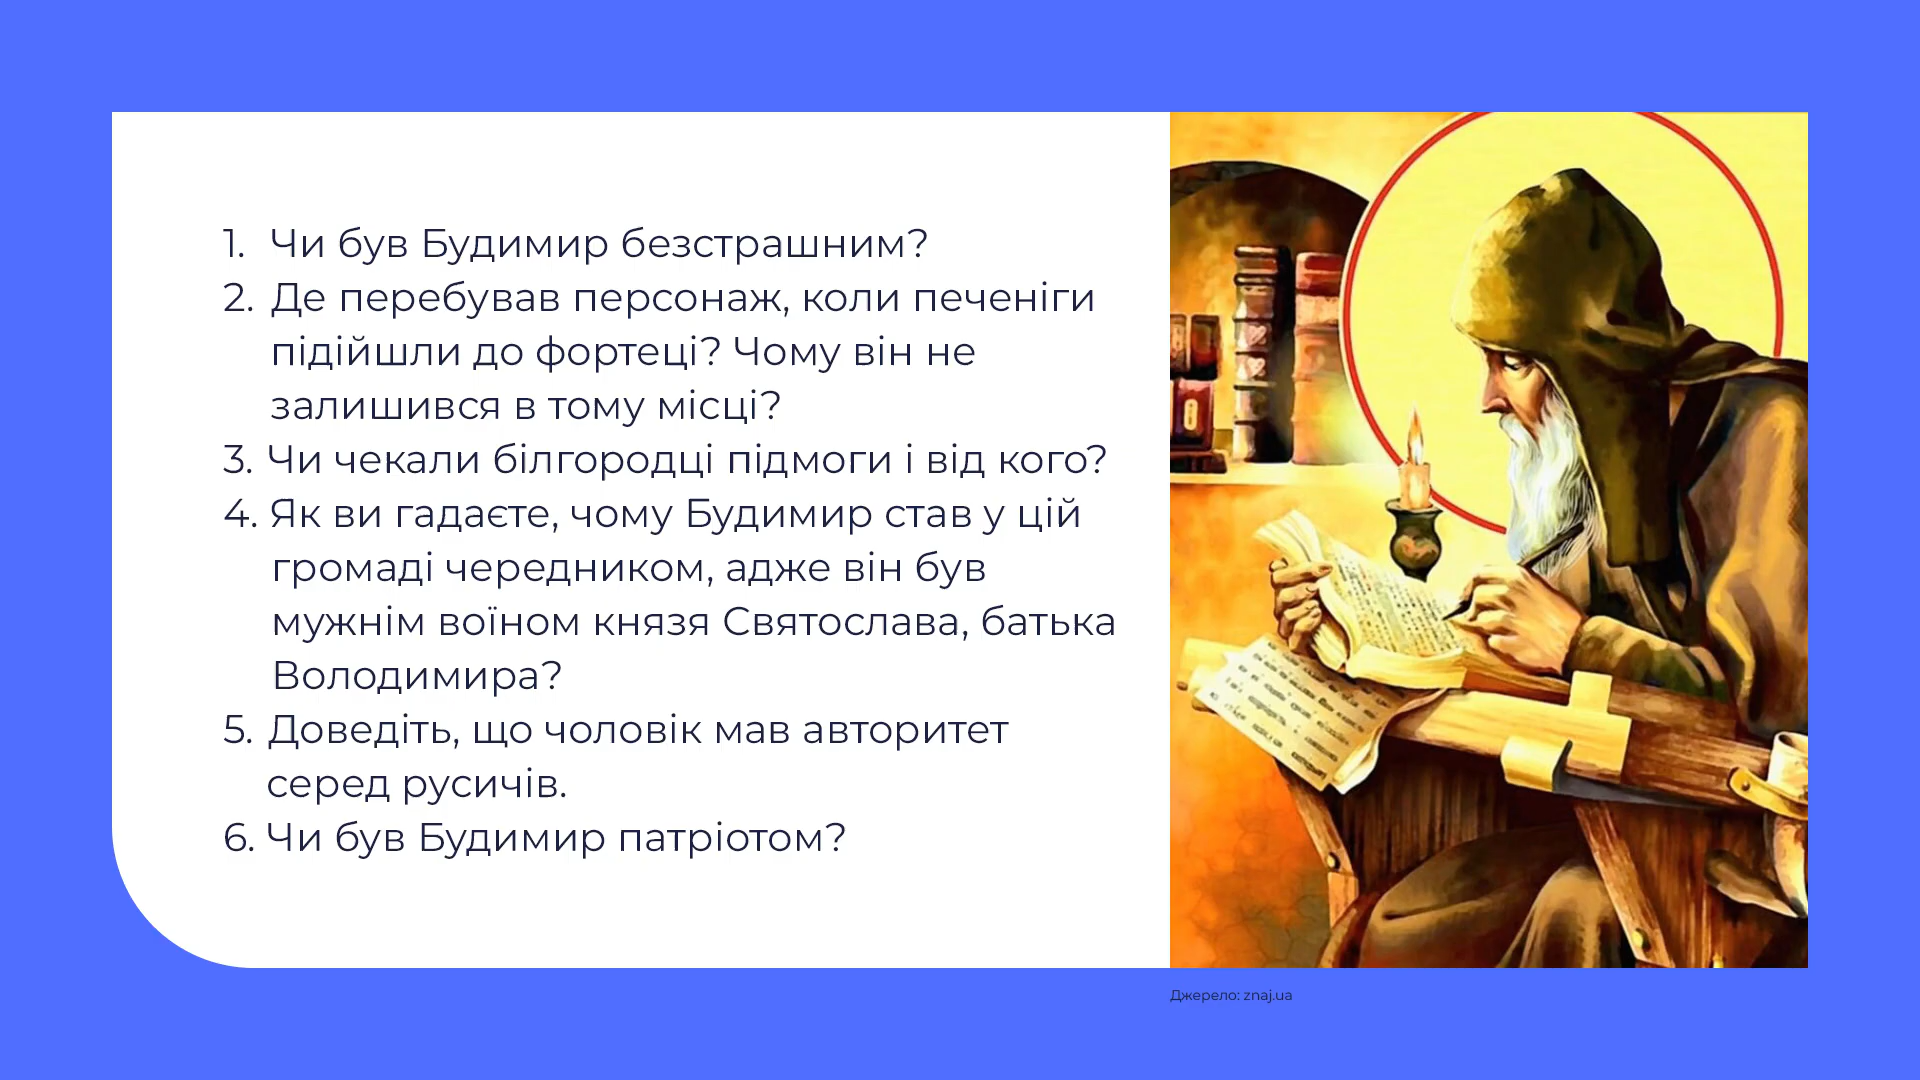 1. Чи був Будимир безстрашним?
2. Де перебував персонаж, коли печеніги
підійшли до фортеці? Чому він не
залишився в тому місці?
3. Чи чекали білгородці підмоги і від кого?
4. Як ви гадаєте, чому Будимир став у цій
громаді чередником, адже він був
мужнім воїном князя Святослава, батька
Володимира?
5. Доведіть, що чоловік мав авторитет
серед русичів.
6. Чи був Будимир патріотом?
Джерело: znaj.ua